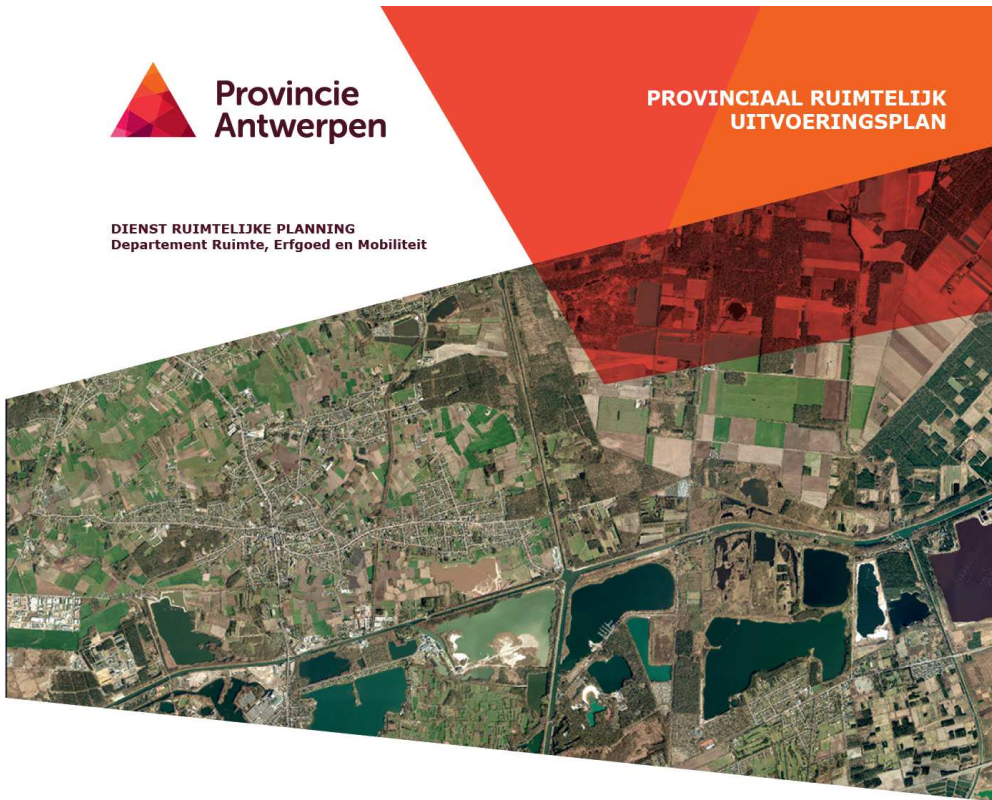 Provincie
Antwerpen
PROVINCIAAL RUIMTELIJK
UITVOERINGSPLAN
DIENST RUIMTELIJKE PLANNING
Departement Ruimte, Erfgoed en Mobiliteit